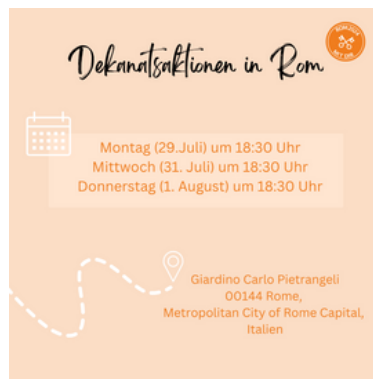 Dekanatsaktionen in Rom
Montag (29.Juli) um 18:30 Uhr
Mittwoch (31. Juli) um 18:30 Uhr
Donnerstag (1. August) um 18:30 Uhr
Giardino Carlo Pietrangeli
00144 Rome,
Metropolitan City of Rome Capital,
Italien